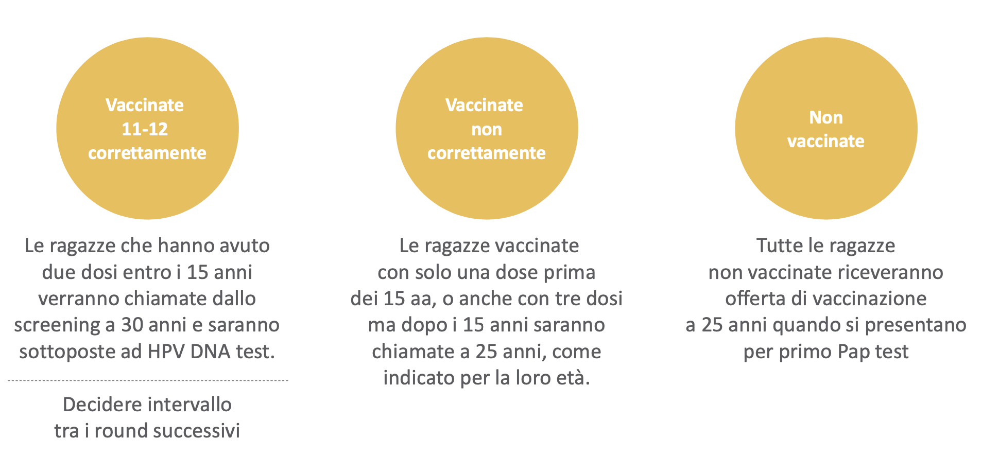 Vaccinate
11-12
correttamente
Le ragazze che hanno avuto
due dosi entro i 15 anni
verranno chiamate dallo
screening a 30 anni e saranno
sottoposte ad HPV DNA test.
Decidere intervallo
tra i round successivi
Vaccinate
non
correttamente
Le ragazze vaccinate
con solo una dose prima
dei 15 aa, o anche con tre dosi
ma dopo i 15 anni saranno
chiamate a 25 anni, come
indicato per la loro età.
Non
vaccinate
Tutte le ragazze
non vaccinate riceveranno
offerta di vaccinazione
a 25 anni quando si presentano
per primo Pap test